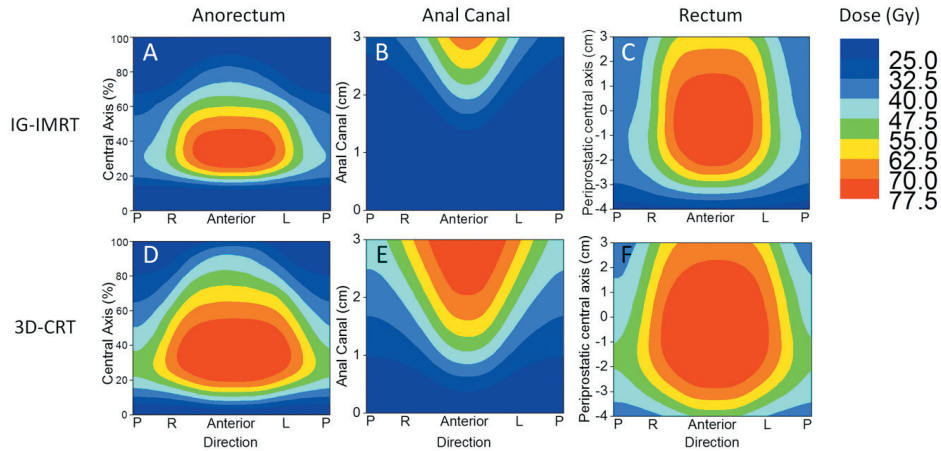 Anorectum Anal Canal Rectum Dose (Gy)
IG-IMRT
A
Central Axis (%)
100
80
60
40
20
0
P R Anterior L P
B
Anal Canal (cm)
3
2
1
0
P R Anterior L P
C
Periprostatic central axis (cm)
3
2
1
0
-1
-2
-3
-4
P R Anterior L P
25.0
32.5
40.0
47.5
55.0
62.5
70.0
77.5
3D-CRT
D
Central Axis (%)
100
80
60
40
20
0
P R Anterior L P
Direction
E
Anal Canal (cm)
3
2
1
0
P R Anterior L P
Direction
F
Periprostatic central axis (cm)
3
2
1
0
-1
-2
-3
-4
P R Anterior L P
Direction